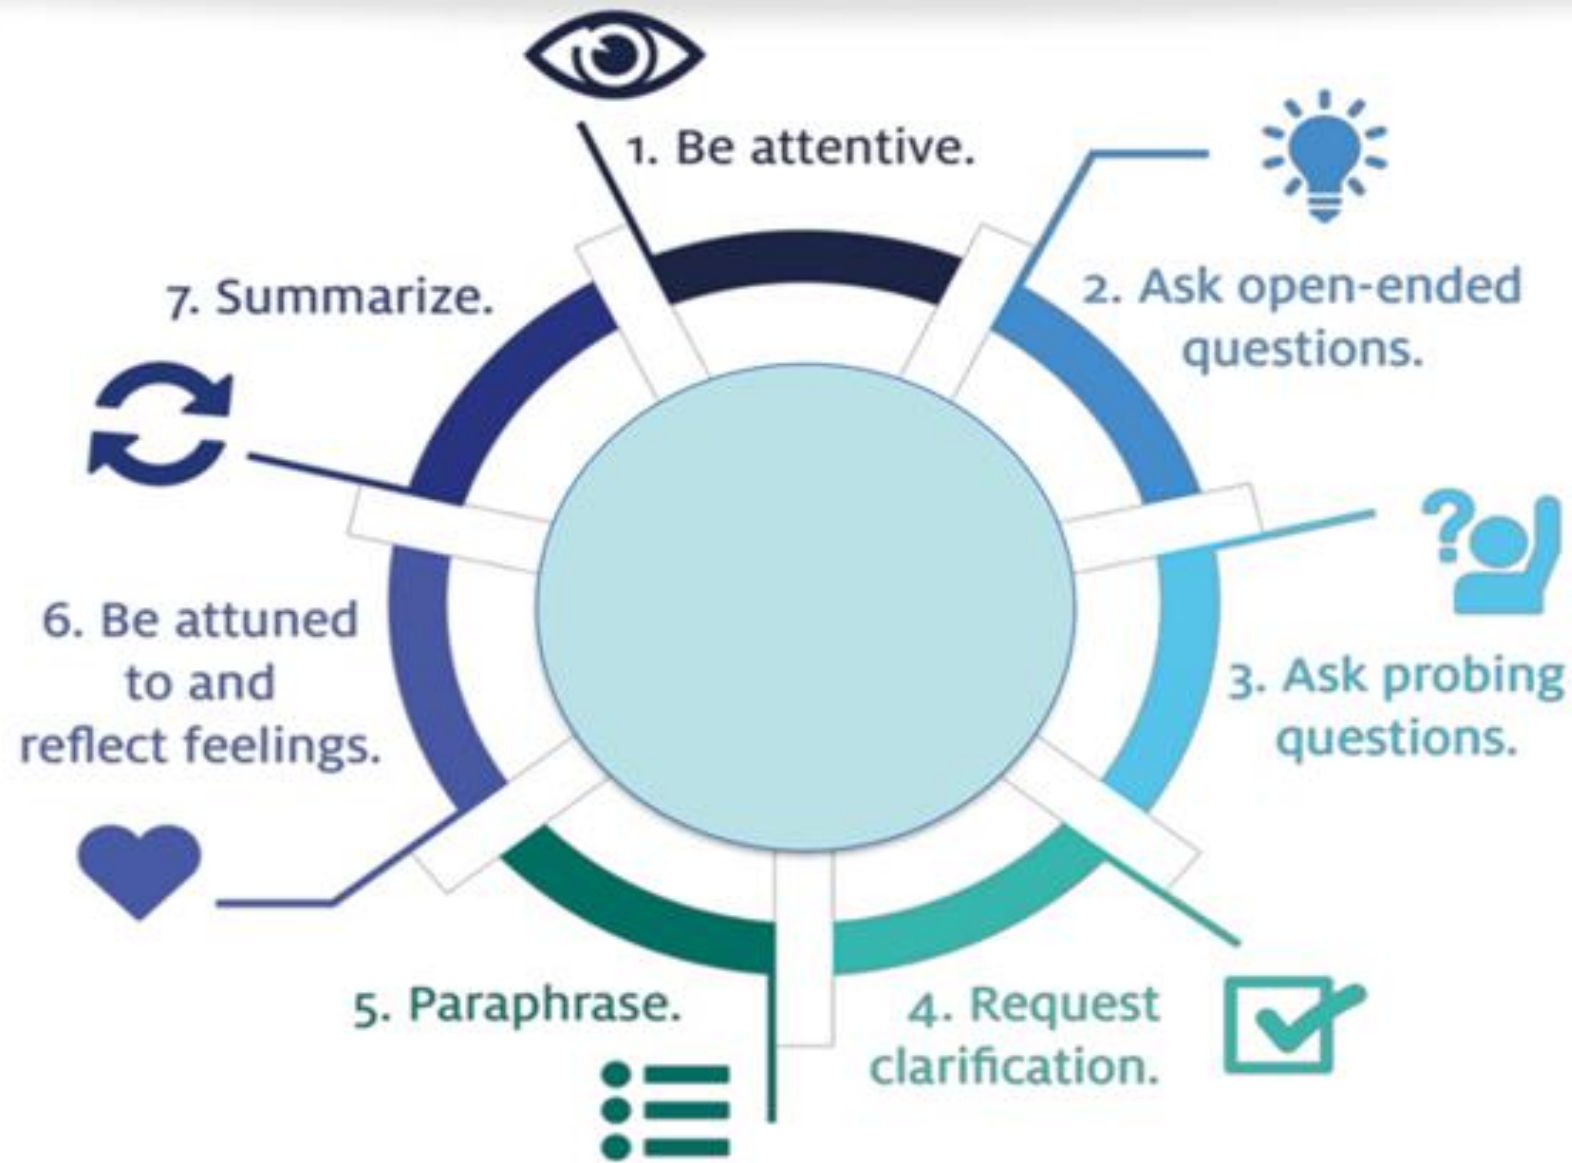 1. Be attentive.
2. Ask open-ended
questions.
3. Ask probing
questions.
4. Request
clarification.
5. Paraphrase.
6. Be attuned
to and
reflect feelings.
7. Summarize.